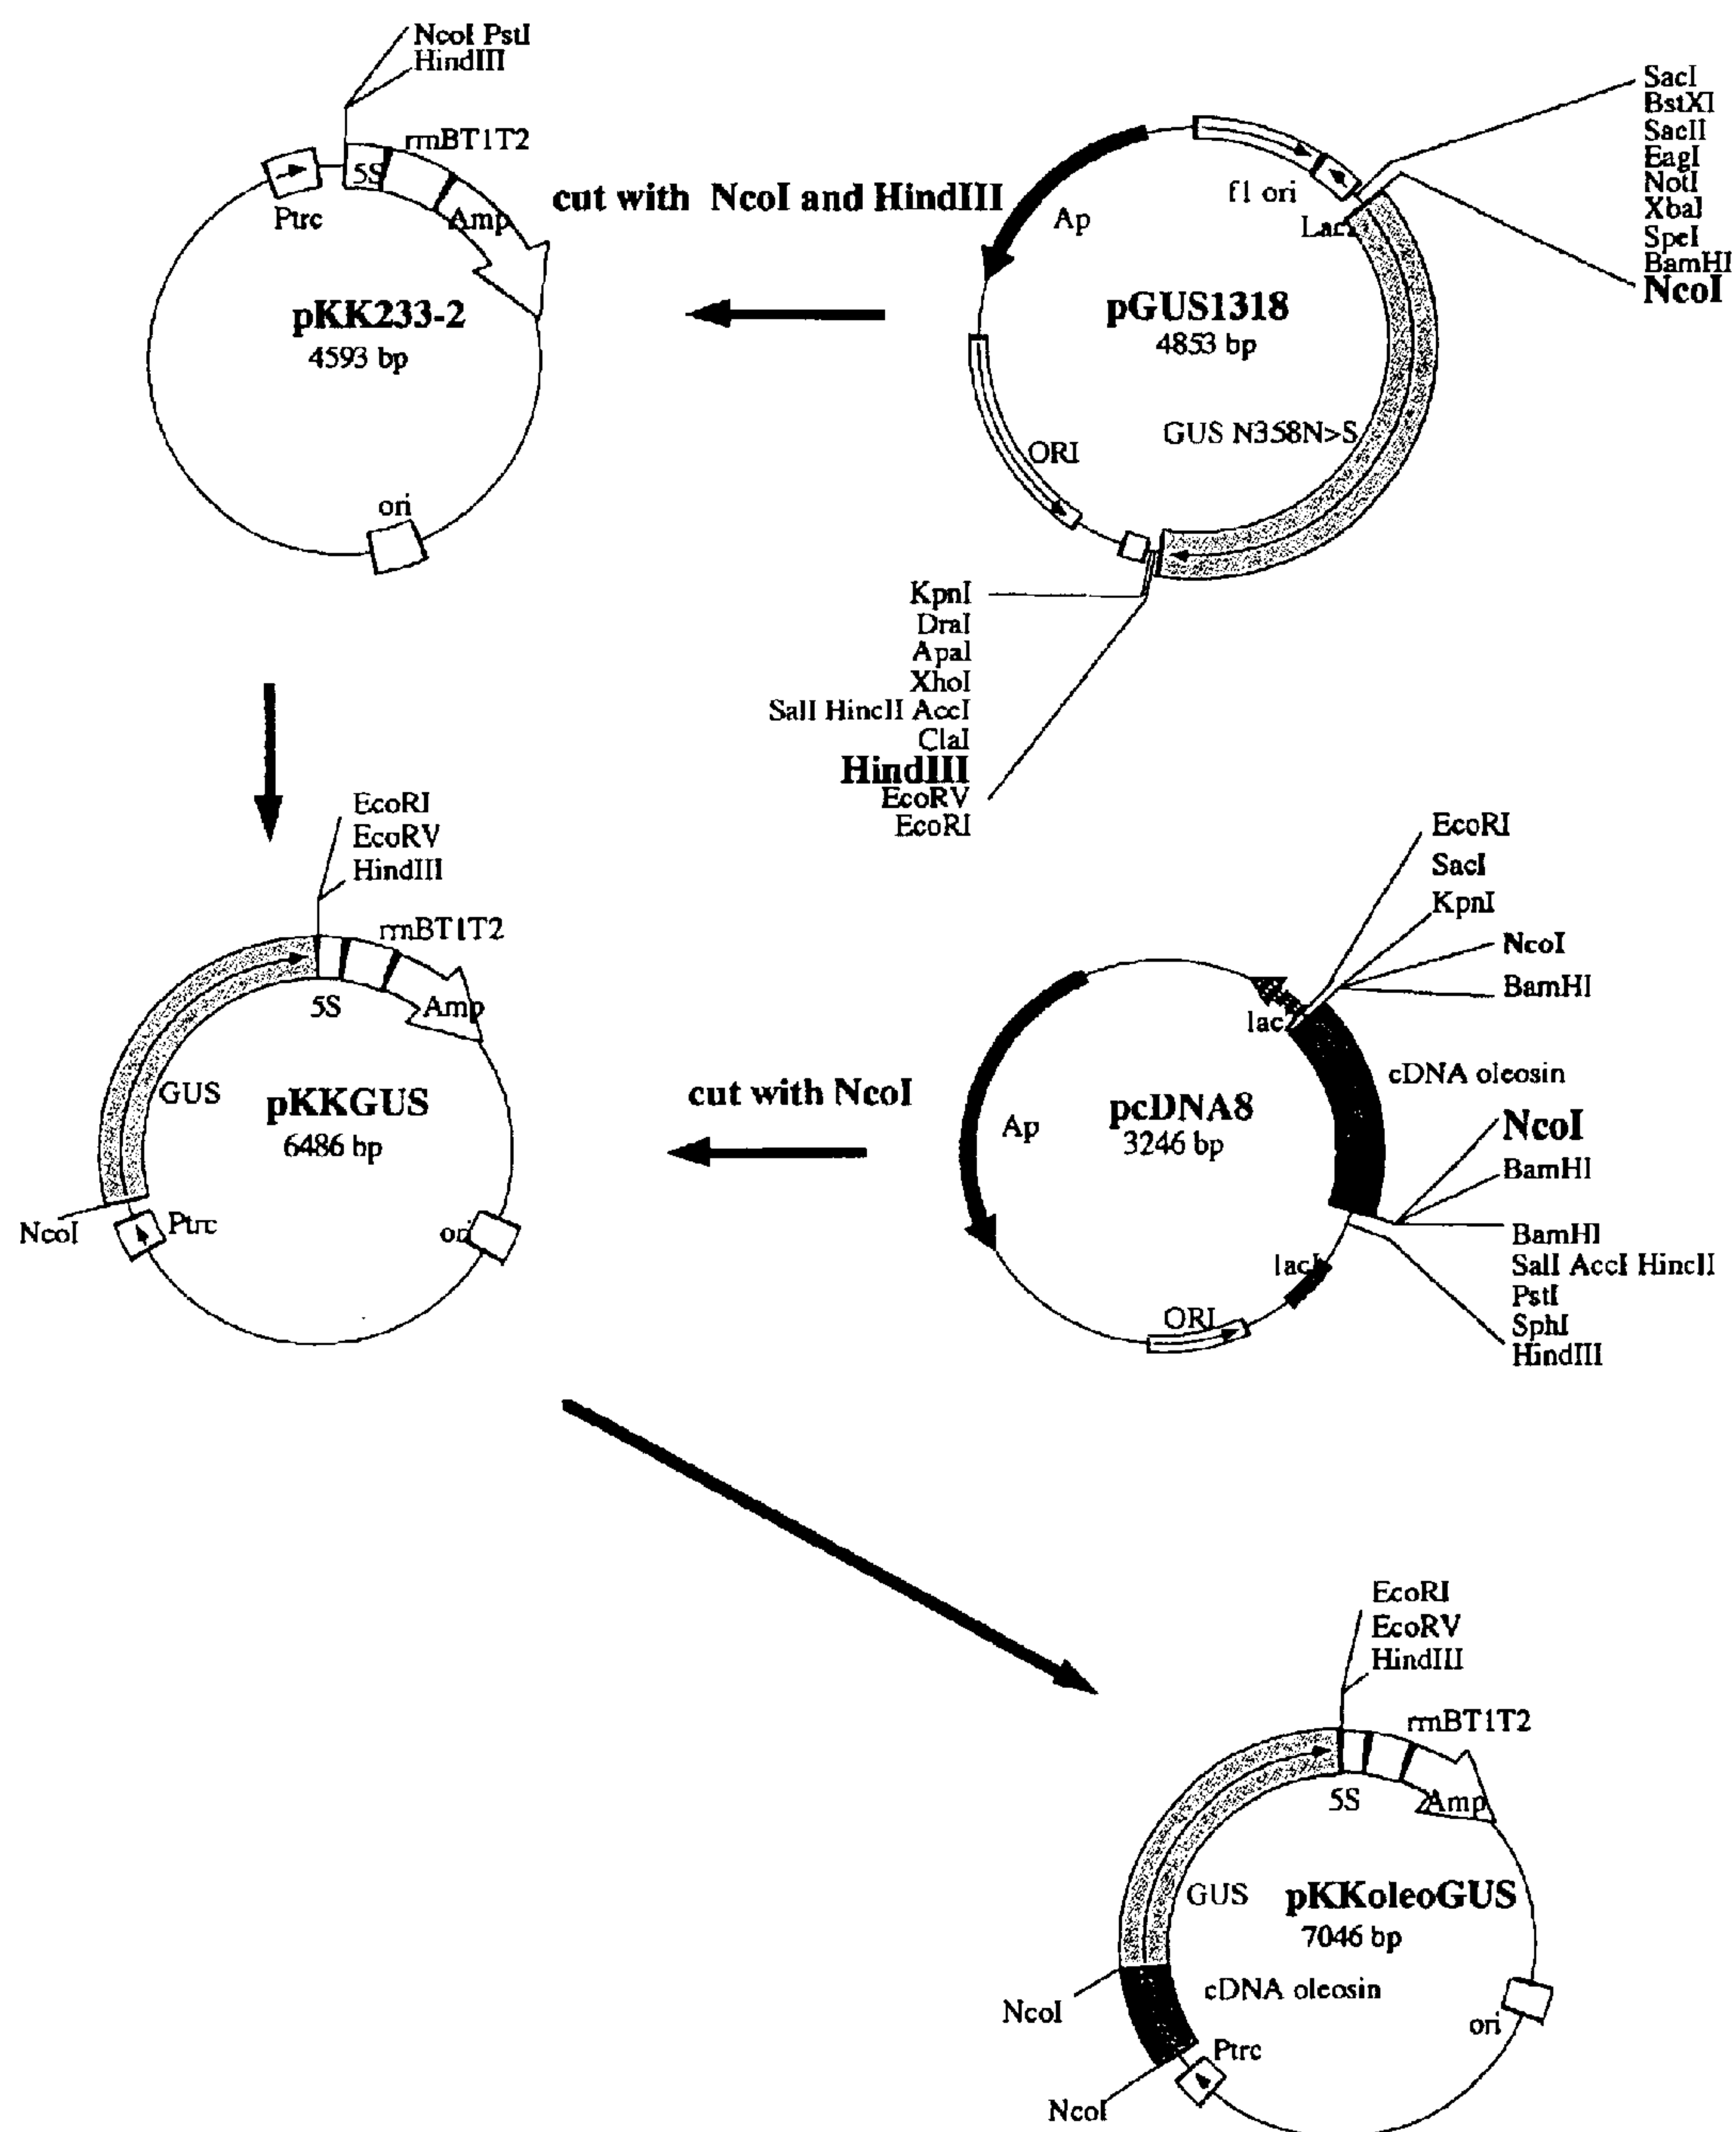 NcoI PstI
HindIII
rrnBT1T2
5S
Ptrc
Amp
pKK233-2
4593 bp
ori
cut with NcoI and HindIII
SacI
BstXI
SacII
EagI
NotI
XbaI
SpeI
BamHI
NcoI
f1 ori
Ap
pGUS1318
4853 bp
GUS N358N>S
ORI
KpnI
DraI
ApaI
XhoI
SalI HincII AccI
ClaI
HindIII
EcoRV
EcoRI
EcoRI
EcoRV
HindIII
rrnBT1T2
5S
Amp
GUS
pKKGUS
6486 bp
NcoI
Ptrc
ori
cut with NcoI
EcoRI
SacI
KpnI
NcoI
BamHI
cDNA oleosin
pcDNA8
3246 bp
Ap
NcoI
BamHI
BamHI
SalI AccI HincII
PstI
SphI
HindIII
lacI
ORI
EcoRI
EcoRV
HindIII
rrnBT1T2
5S
Amp
GUS
pKKoleoGUS
7046 bp
cDNA oleosin
NcoI
ori
Ptrc
NcoI